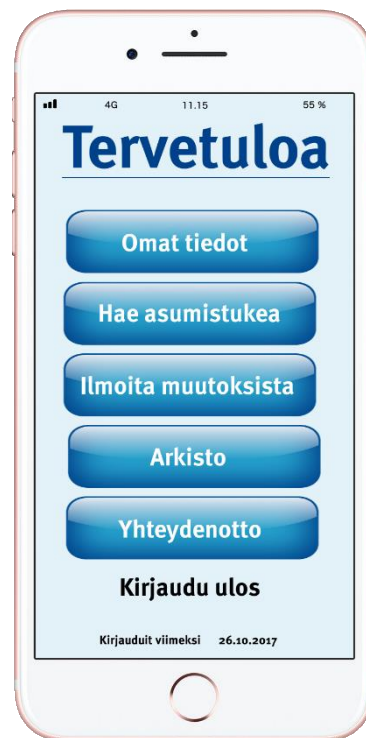 4G 11.15 55 %
Tervetuloa
Omat tiedot
Hae asumistukea
Ilmoita muutoksista
Arkisto
Yhteydenotto
Kirjaudu ulos
Kirjauduit viimeksi 26.10.2017